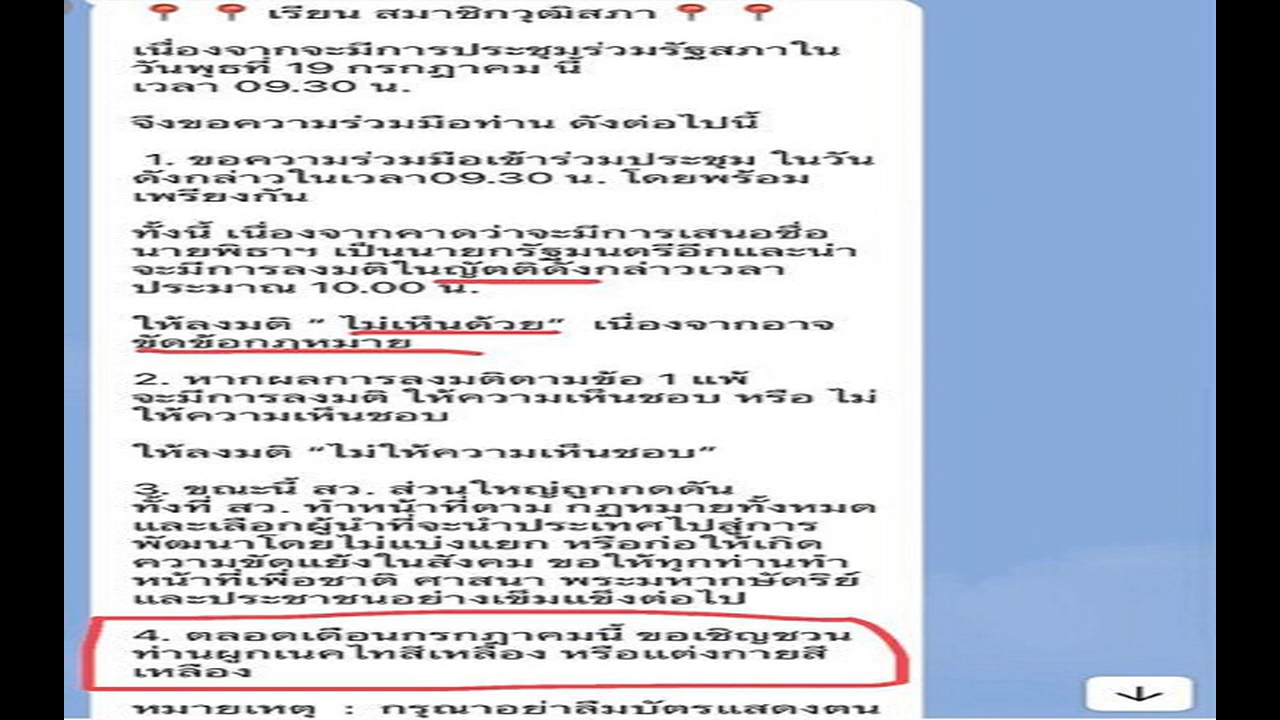 📍 📍 เรียน สมาชิกวุฒิสภา 📍 📍
เนื่องจากจะมีการประชุมร่วมรัฐสภาใน
วันพุธที่ 19 กรกฎาคม นี้
เวลา 09.30 น.
จึงขอความร่วมมือท่าน ดังต่อไปนี้
1. ขอความร่วมมือเข้าร่วมประชุม ในวัน
ดังกล่าวในเวลา09.30 น. โดยพร้อม
เพรียงกัน
ทั้งนี้ เนื่องจากคาดว่าจะมีการเสนอชื่อ
นายพิธาฯ เป็นนายกรัฐมนตรีอีกและน่า
จะมีการลงมติในญัตติดังกล่าวเวลา
ประมาณ 10.00 น.
ให้ลงมติ “ ไม่เห็นด้วย” เนื่องจากอาจ
ขัดข้อกฎหมาย
2. หากผลการลงมติตามข้อ 1 แพ้
จะมีการลงมติ ให้ความเห็นชอบ หรือ ไม่
ให้ความเห็นชอบ
ให้ลงมติ “ไม่ให้ความเห็นชอบ”
3. ขณะนี้ สว. ส่วนใหญ่ถูกกดดัน
ทั้งที่ สว. ทำหน้าที่ตาม กฎหมายทั้งหมด
และเลือกผู้นำที่จะนำประเทศไปสู่การ
พัฒนาโดยไม่แบ่งแยก หรือก่อให้เกิด
ความขัดแย้งในสังคม ขอให้ทุกท่านทำ
หน้าที่เพื่อชาติ ศาสนา พระมหากษัตริย์
และประชาชนอย่างเข้มแข็งต่อไป
4. ตลอดเดือนกรกฎาคมนี้ ขอเชิญชวน
ท่านผูกเนคไทสีเหลือง หรือแต่งกายสี
เหลือง
หมายเหตุ : กรุณาอย่าลืมบัตรแสดงตน